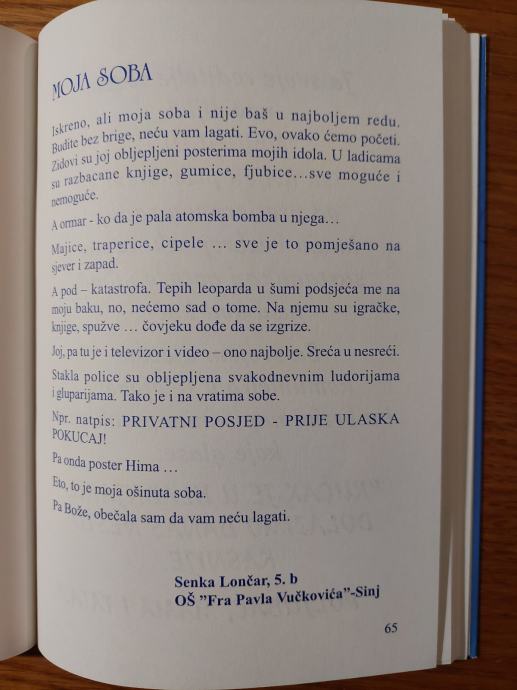 MOJA SOBA
Iskreno, ali moja soba i nije baš u najboljem redu.
Budite bez brige, neću vam lagati. Evo, ovako ćemo početi.
Zidovi su joj obljepljeni posterima mojih idola. U ladicama
su razbacane knjige, gumice, fjubice…sve moguće i
nemoguće.
A ormar - ko da je pala atomska bomba u njega…
Majice, traperice, cipele … sve je to pomješano na
sjever i zapad.
A pod – katastrofa. Tepih leoparda u šumi podsjeća me na
moju baku, no, nećemo sad o tome. Na njemu su igračke,
knjige, spužve … čovjeku dođe da se izgrize.
Joj, pa tu je i televizor i video – ono najbolje. Sreća u nesreći.
Stakla police su obljepljena svakodnevnim ludorijama
i gluparijama. Tako je i na vratima sobe.
Npr. natpis: PRIVATNI POSJED - PRIJE ULASKA
POKUCAJ!
Pa onda poster Hima …
Eto, to je moja ošinuta soba.
Pa Bože, obečala sam da vam neću lagati.
Senka Lončar, 5. b
OŠ ”Fra Pavla Vučkovića”-Sinj
65